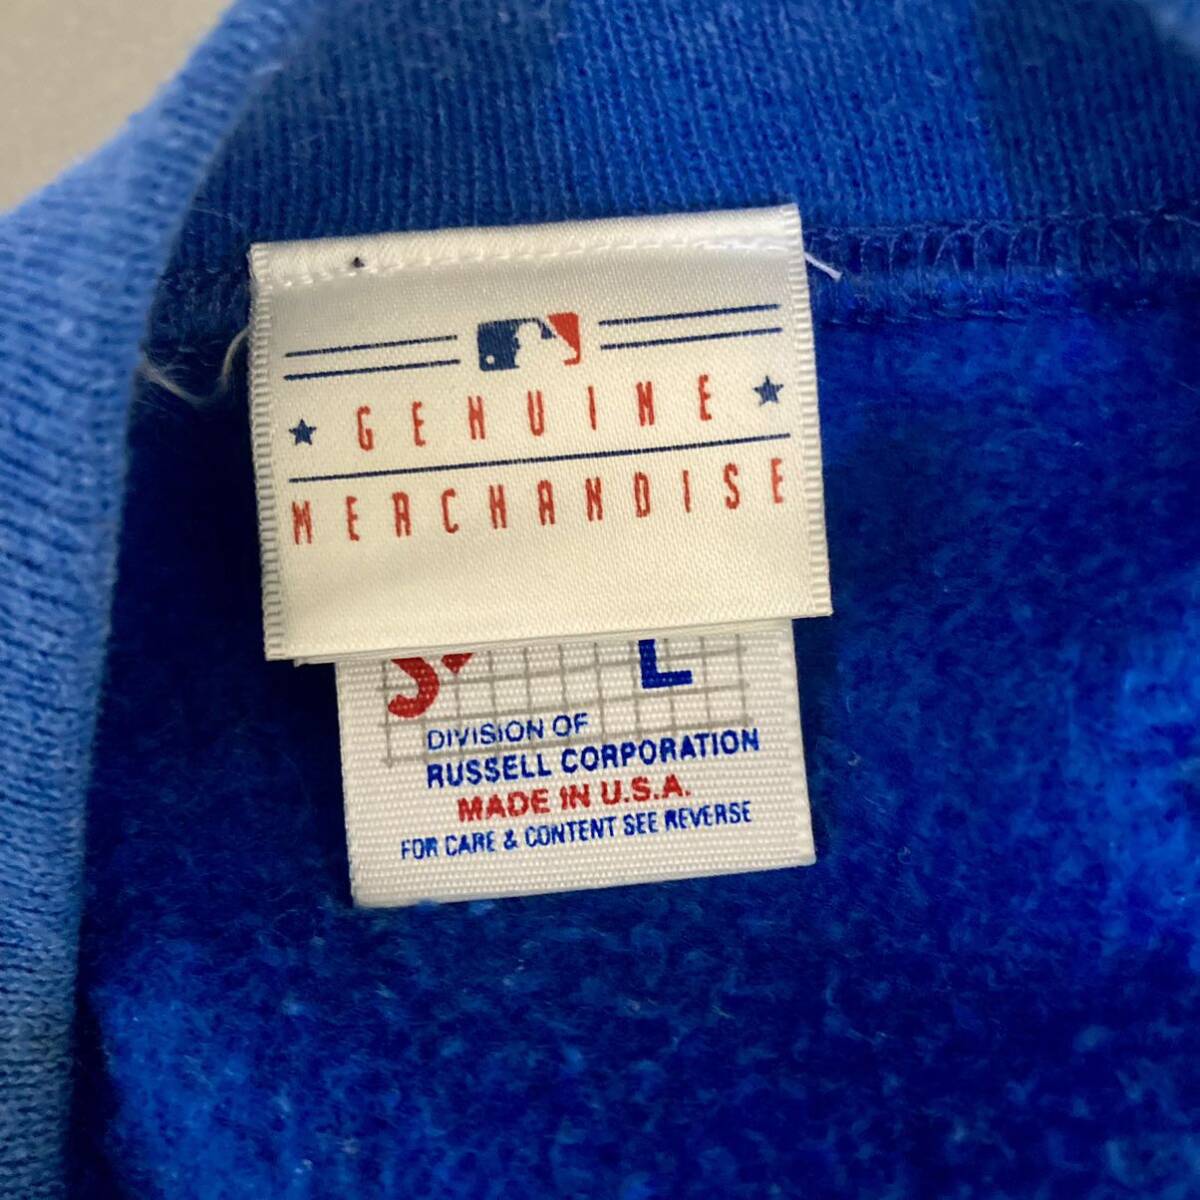 GENUINE
MERCHANDISE
L
DIVISION OF
RUSSELL CORPORATION
MADE IN U.S.A.
FOR CARE & CONTENT SEE REVERSE